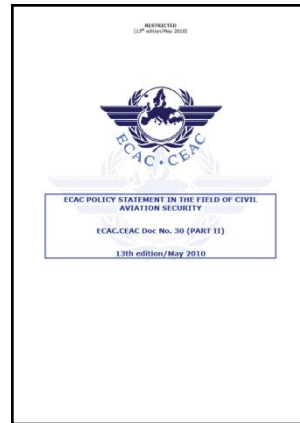 RESTRICTED
(13th edition/May 2010)
ECAC • CEAC
ECAC POLICY STATEMENT IN THE FIELD OF CIVIL
AVIATION SECURITY
ECAC.CEAC Doc No. 30 (PART II)
13th edition/May 2010